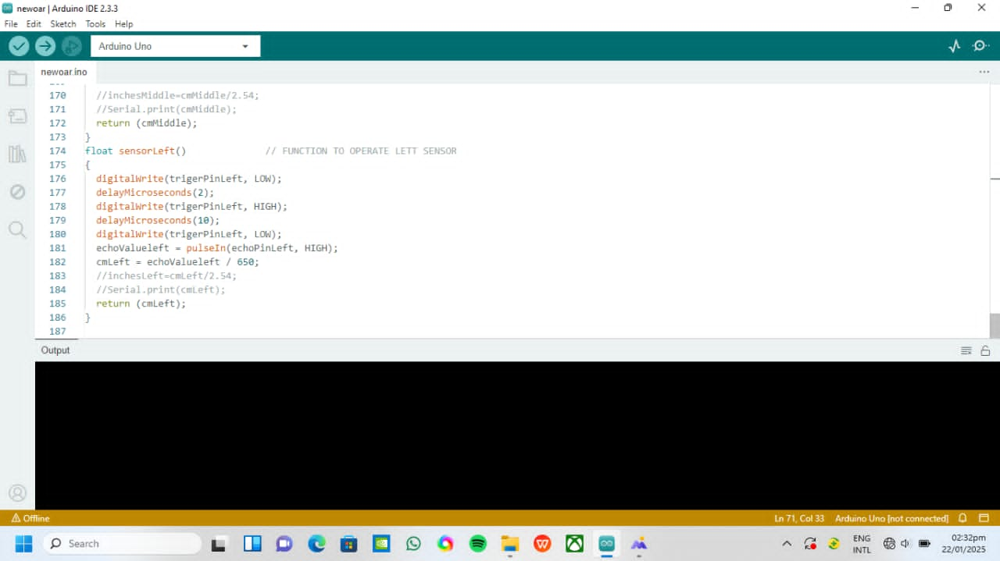 newoar | Arduino IDE 2.3.3
File Edit Sketch Tools Help
Arduino Uno
newoar.ino
170 //inchesMiddle=cmMiddle/2.54;
171 //Serial.print(cmMiddle);
172 return (cmMiddle);
173 }
174 float sensorLeft() // FUNCTION TO OPERATE LETT SENSOR
175 {
176 digitalWrite(trigerPinLeft, LOW);
177 delayMicroseconds(2);
178 digitalWrite(trigerPinLeft, HIGH);
179 delayMicroseconds(10);
180 digitalWrite(trigerPinLeft, LOW);
181 echoValueleft = pulseIn(echoPinLeft, HIGH);
182 cmLeft = echoValueleft / 650;
183 //inchesLeft=cmLeft/2.54;
184 //Serial.print(cmLeft);
185 return (cmLeft);
186 }
187
Output
Offline Ln 71, Col 33 Arduino Uno [not connected]
Search ENG INTL 02:32pm 22/01/2025